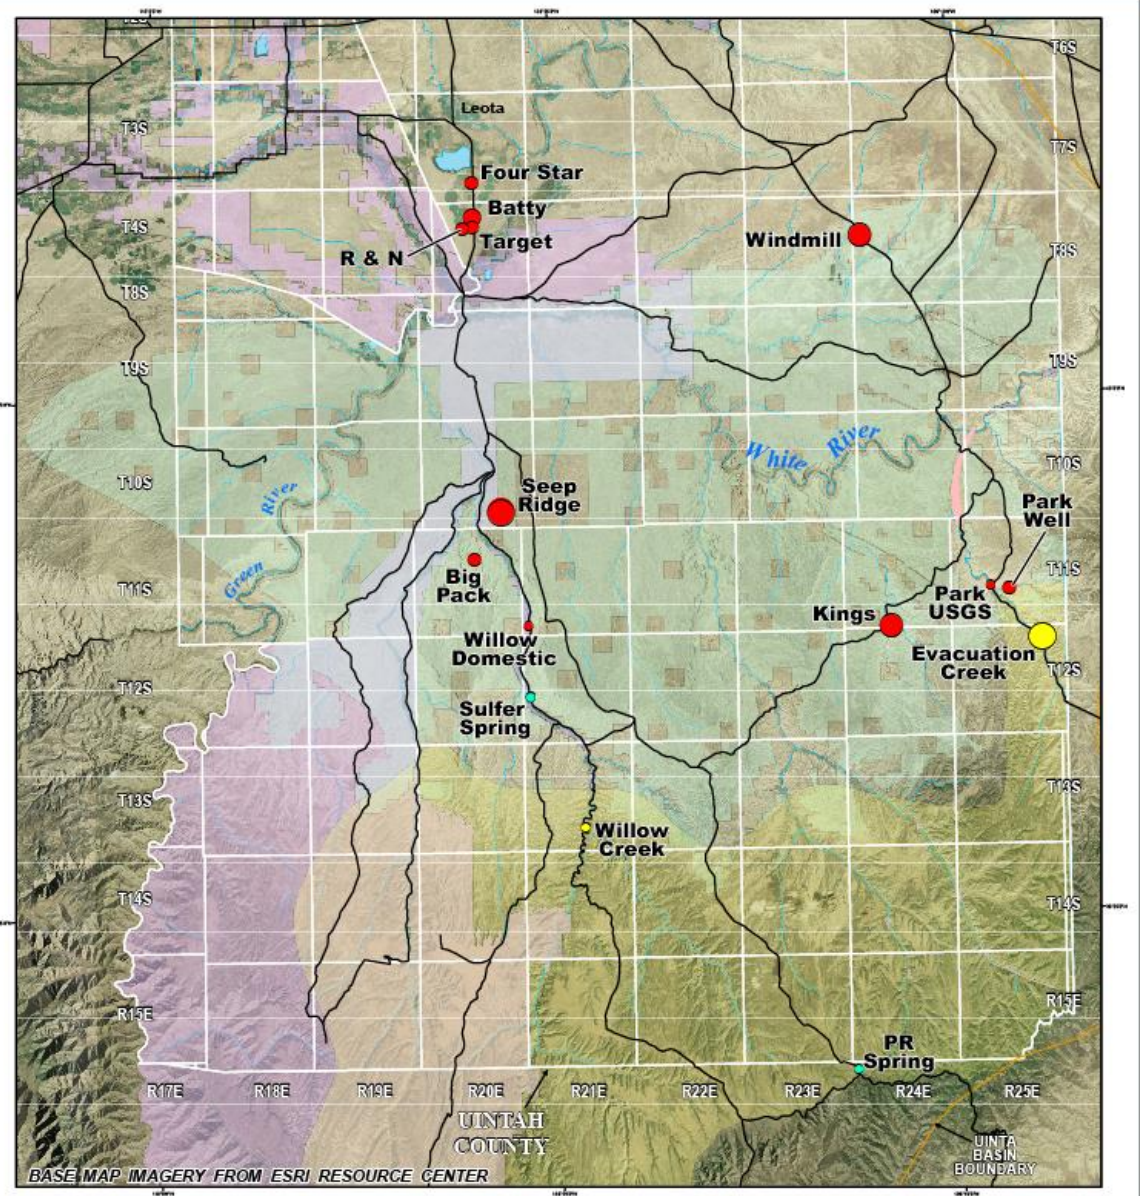 T6S
Leota
T3S
T7S
Four Star
Batty
T4S
Target
R & N
Windmill
T8S
T8S
T9S
T9S
White River
T10S
T10S
Seep
Ridge
River
Green
Park
Well
Big
Pack
T11S
T11S
Park
USGS
Kings
Willow
Domestic
Evacuation
Creek
T12S
T12S
Sulfer
Spring
T13S
T13S
Willow
Creek
T14S
T14S
R15E
R15E
PR
Spring
R17E
R18E
R19E
R20E
R21E
R22E
R23E
R24E
R25E
UINTAH
COUNTY
UINTA
BASIN
BOUNDARY
BASE MAP IMAGERY FROM ESRI RESOURCE CENTER